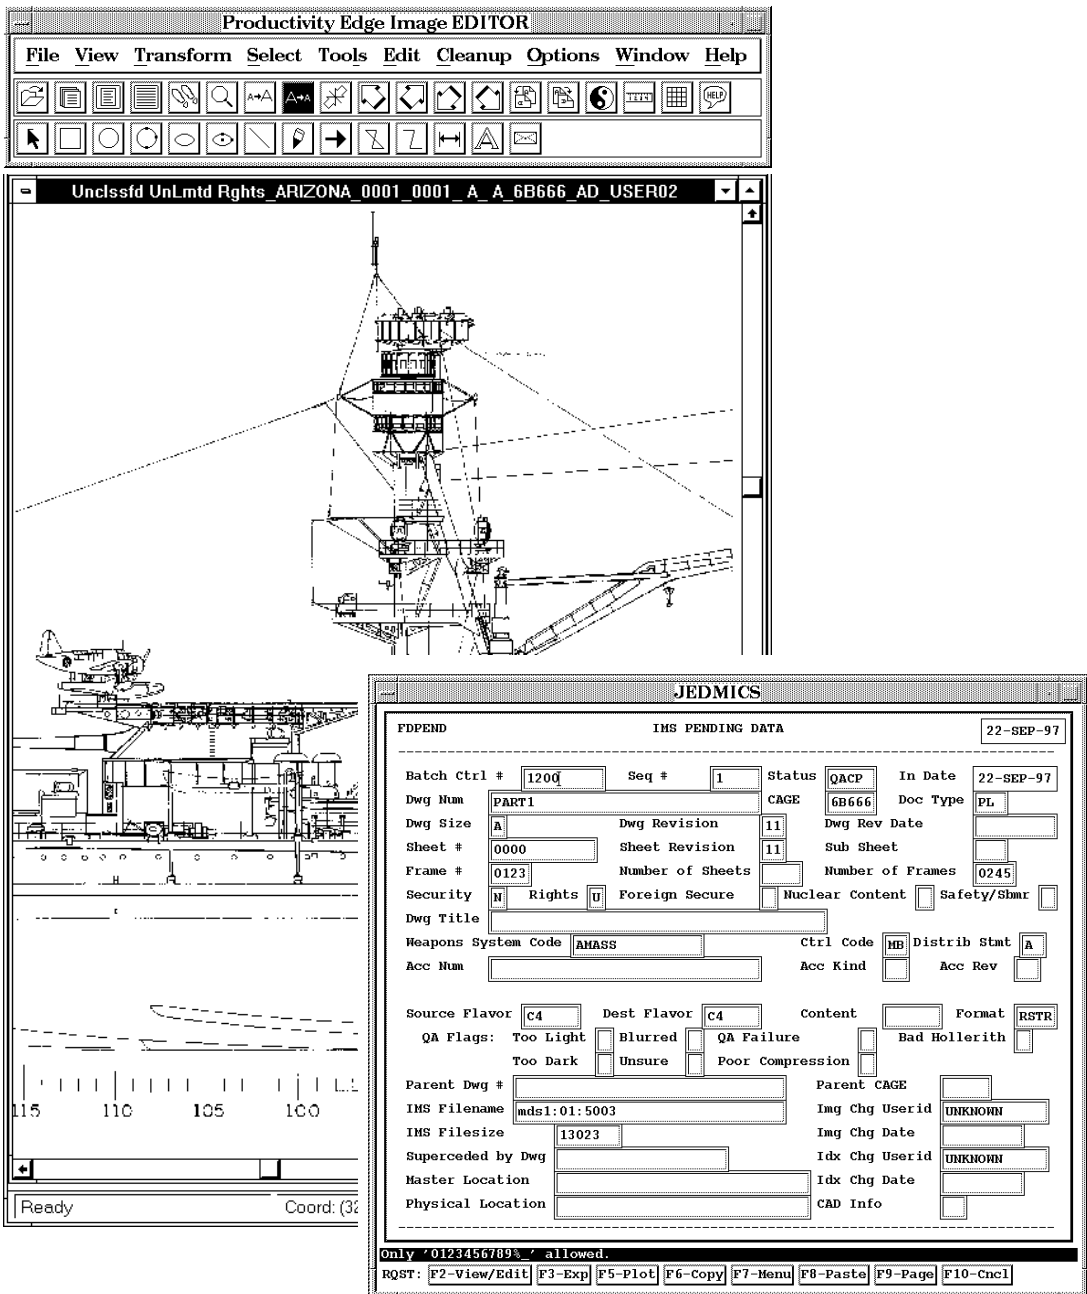 Productivity Edge Image EDITOR
File View Transform Select Tools Edit Cleanup Options Window Help
A→A A→A HELP
Unclssfd UnLmtd Rghts_ARIZONA_0001_0001_ A_ A_6B666_AD_USER02
115 110 105 100
Ready Coord: (32
JEDMICS
FDPEND IMS PENDING DATA 22-SEP-97
Batch Ctrl # 1200 Seq # 1 Status QACP In Date 22-SEP-97
Dwg Num PART1 CAGE 6B666 Doc Type PL
Dwg Size A Dwg Revision 11 Dwg Rev Date
Sheet # 0000 Sheet Revision 11 Sub Sheet
Frame # 0123 Number of Sheets Number of Frames 0245
Security N Rights U Foreign Secure Nuclear Content Safety/Sbmr
Dwg Title
Weapons System Code AMASS Ctrl Code MB Distrib Stmt A
Acc Num Acc Kind Acc Rev
Source Flavor C4 Dest Flavor C4 Content Format RSTR
QA Flags: Too Light Blurred QA Failure Bad Hollerith
Too Dark Unsure Poor Compression
Parent Dwg # Parent CAGE
IMS Filename mds1:01:5003 Img Chg Userid UNKNOWN
IMS Filesize 13023 Img Chg Date
Superceded by Dwg Idx Chg Userid UNKNOWN
Master Location Idx Chg Date
Physical Location CAD Info
Only '0123456789%_' allowed.
RQST: F2-View/Edit F3-Exp F5-Plot F6-Copy F7-Menu F8-Paste F9-Page F10-Cncl